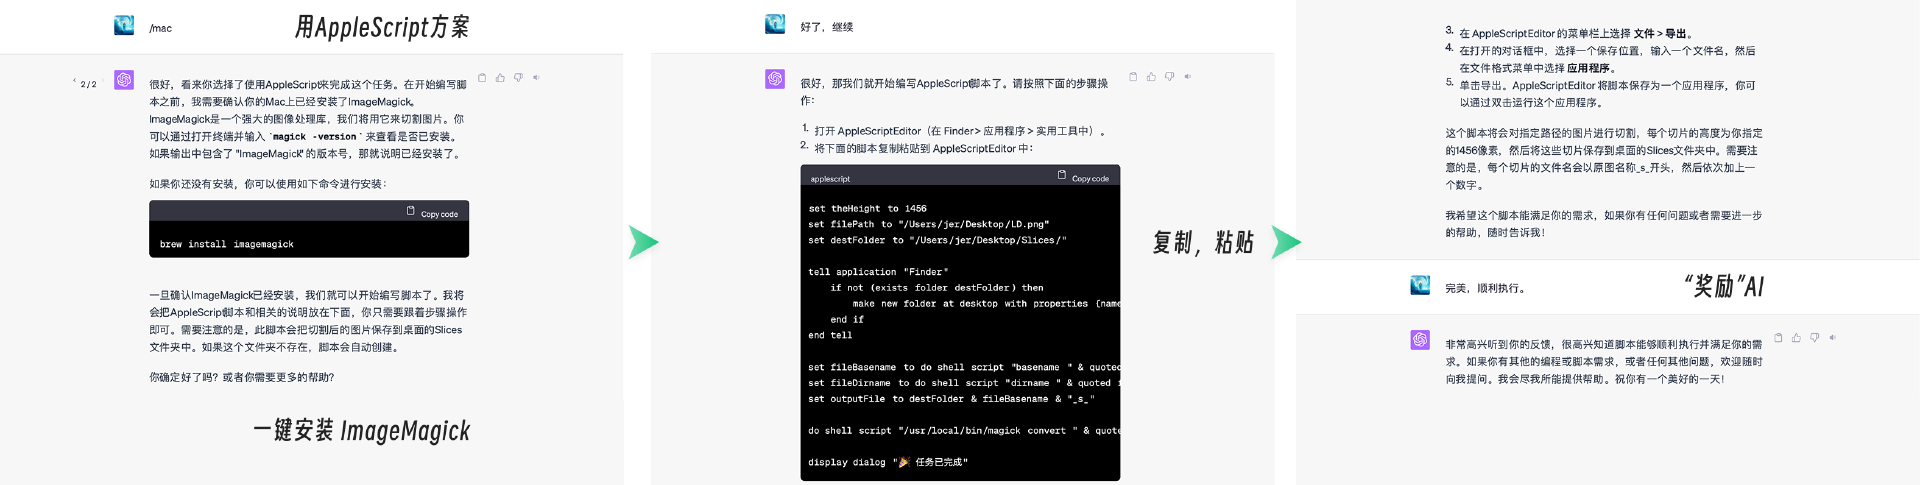 /mac
用AppleScript方案
2/2
很好，看来你选择了使用AppleScript来完成这个任务。在开始编写脚
本之前，我需要确认你的Mac上已经安装了ImageMagick。
ImageMagick是一个强大的图像处理库，我们将用它来切割图片。你
可以通过打开终端并输入 `magick -version` 来查看是否已安装。
如果输出中包含了 "ImageMagick" 的版本号，那就说明已经安装了。
如果你还没有安装，你可以使用如下命令进行安装：
Copy code
brew install imagemagick
一旦确认ImageMagick已经安装，我们就可以开始编写脚本了。我将
会把AppleScript脚本和相关的说明放在下面，你只需要跟着步骤操作
即可。需要注意的是，此脚本会把切割后的图片保存到桌面的Slices
文件夹中。如果这个文件夹不存在，脚本会自动创建。
你确定好了吗？或者你需要更多的帮助？
一键安装 ImageMagick
好了，继续
很好，那我们就开始编写AppleScript脚本了。请按照下面的步骤操
作：
1. 打开 AppleScriptEditor（在 Finder > 应用程序 > 实用工具中）。
2. 将下面的脚本复制粘贴到 AppleScriptEditor 中：
applescript
Copy code
set theHeight to 1456
set filePath to "/Users/jer/Desktop/LD.png"
set destFolder to "/Users/jer/Desktop/Slices/"
tell application "Finder"
if not (exists folder destFolder) then
make new folder at desktop with properties {name
end if
end tell
set fileBasename to do shell script "basename " & quoted
set fileDirname to do shell script "dirname " & quoted f
set outputFile to destFolder & fileBasename & "_s_"
do shell script "/usr/local/bin/magick convert " & quote
display dialog "🎉 任务已完成"
复制，粘贴
3. 在 AppleScriptEditor 的菜单栏上选择 文件 > 导出。
4. 在打开的对话框中，选择一个保存位置，输入一个文件名，然后
在文件格式菜单中选择 应用程序。
5. 单击导出。AppleScriptEditor 将脚本保存为一个应用程序，你可
以通过双击运行这个应用程序。
这个脚本将会对指定路径的图片进行切割，每个切片的高度为你指定
的1456像素，然后将这些切片保存到桌面的Slices文件夹中。需要注
意的是，每个切片的文件名会以原图名称_s_开头，然后依次加上一
个数字。
我希望这个脚本能满足你的需求，如果你有任何问题或者需要进一步
的帮助，随时告诉我！
完美，顺利执行。
“奖励”AI
非常高兴听到你的反馈，很高兴知道脚本能够顺利执行并满足你的需
求。如果你有其他的编程或脚本需求，或者任何其他问题，欢迎随时
向我提问。我会尽我所能提供帮助。祝你有一个美好的一天！